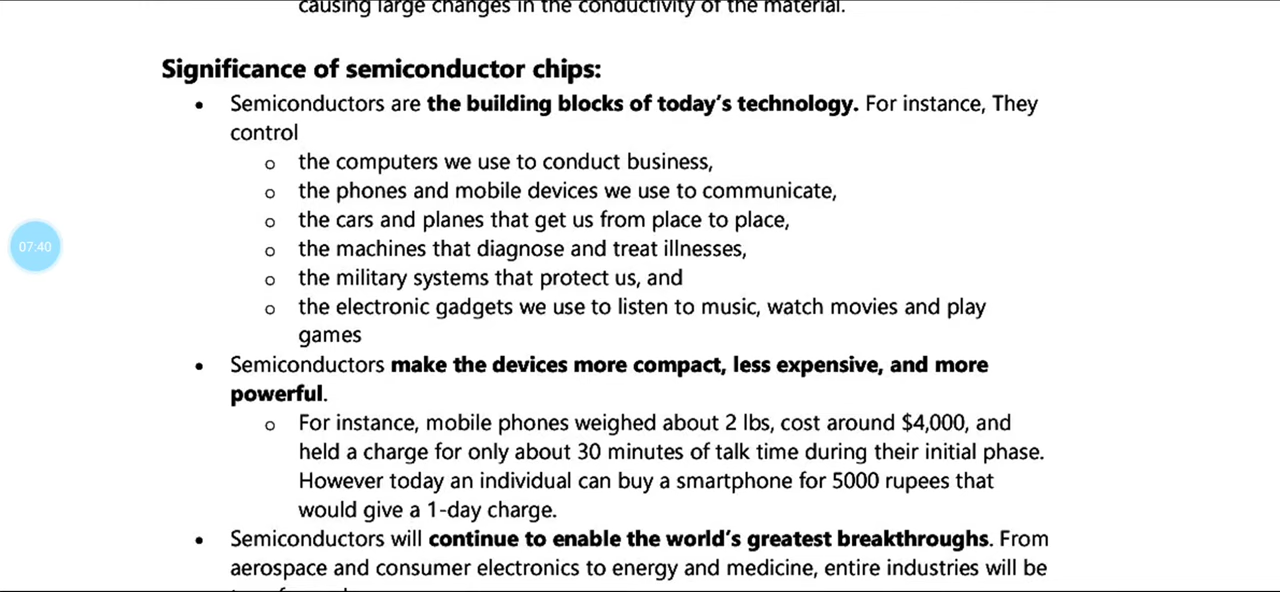 causing large changes in the conductivity of the material.
Significance of semiconductor chips:
• Semiconductors are the building blocks of today's technology. For instance, They
control
o the computers we use to conduct business,
o the phones and mobile devices we use to communicate,
o the cars and planes that get us from place to place,
o the machines that diagnose and treat illnesses,
o the military systems that protect us, and
07:40
o the electronic gadgets we use to listen to music, watch movies and play
games
• Semiconductors make the devices more compact, less expensive, and more
powerful.
o For instance, mobile phones weighed about 2 lbs, cost around $4,000, and
held a charge for only about 30 minutes of talk time during their initial phase.
However today an individual can buy a smartphone for 5000 rupees that
would give a 1-day charge.
• Semiconductors will continue to enable the world's greatest breakthroughs. From
aerospace and consumer electronics to energy and medicine, entire industries will be